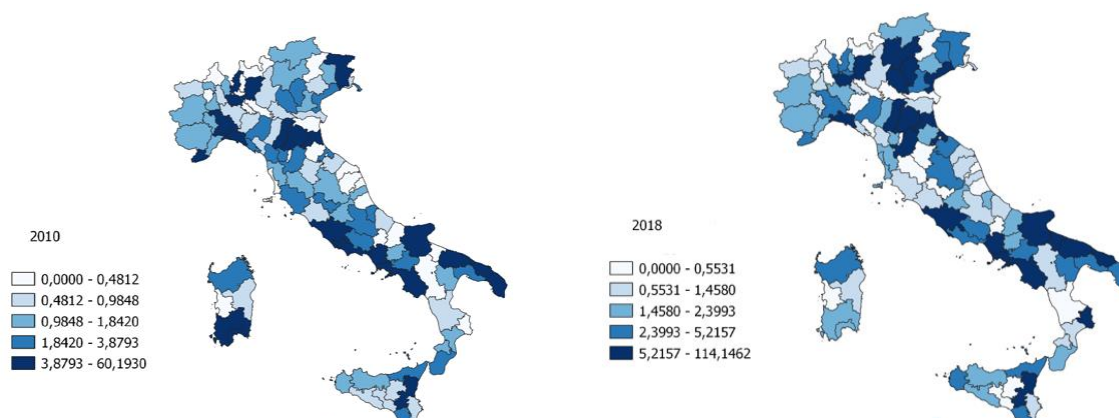 2010
0,0000 - 0,4812
0,4812 - 0,9848
0,9848 - 1,8420
1,8420 - 3,8793
3,8793 - 60,1930
2018
0,0000 - 0,5531
0,5531 - 1,4580
1,4580 - 2,3993
2,3993 - 5,2157
5,2157 - 114,1462